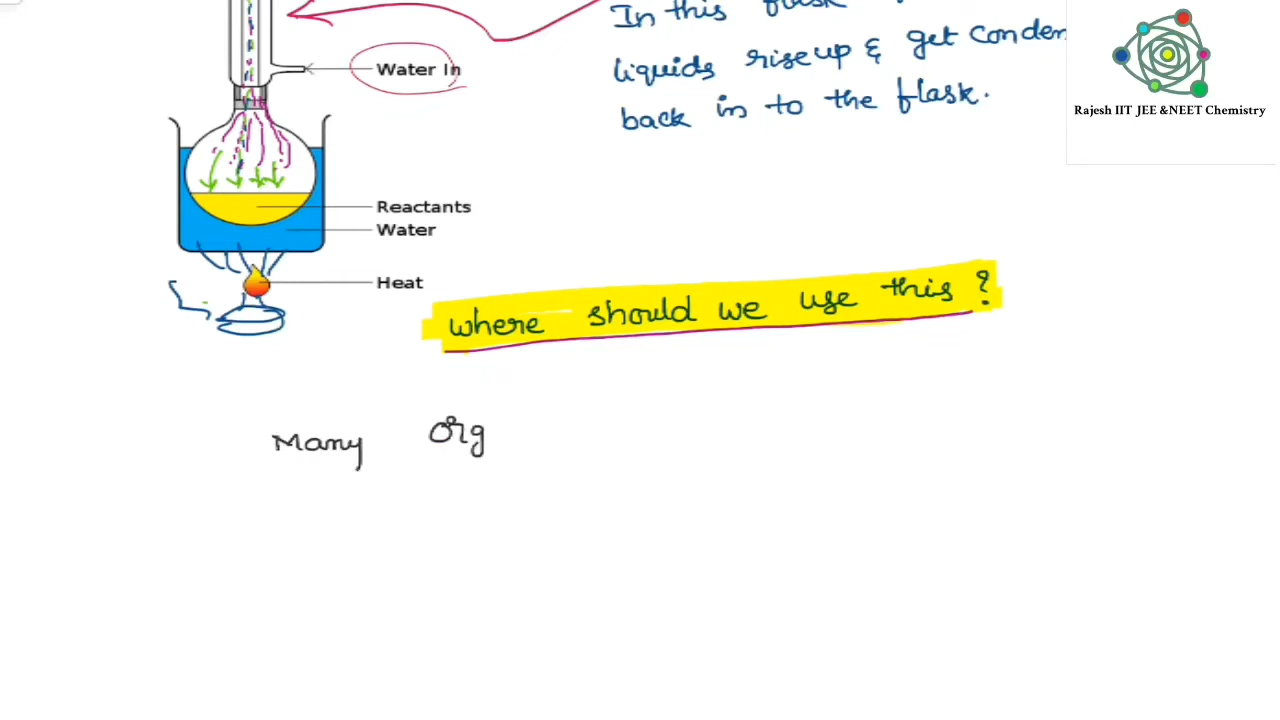 In this flask
liquids rise up & get Conden
back in to the flask.
Water In
Reactants
Water
Heat
where should we use this?
Many Org
Rajesh IIT JEE &NEET Chemistry